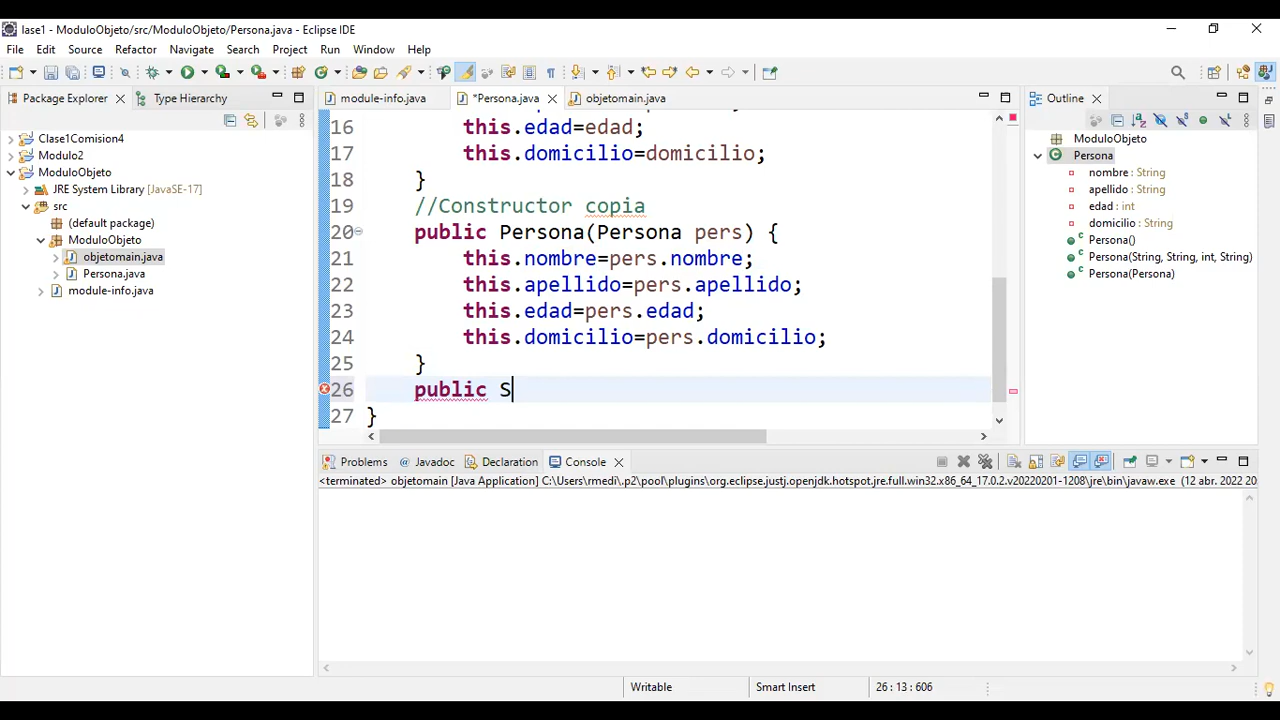 lase1 - ModuloObjeto/src/ModuloObjeto/Persona.java - Eclipse IDE
File Edit Source Refactor Navigate Search Project Run Window Help
Package Explorer Type Hierarchy
Clase1Comision4
Modulo2
ModuloObjeto
JRE System Library [JavaSE-17]
src
(default package)
ModuloObjeto
objetomain.java
Persona.java
module-info.java
module-info.java *Persona.java objetomain.java
16 this.edad=edad;
17 this.domicilio=domicilio;
18 }
19 //Constructor copia
20 public Persona(Persona pers) {
21 this.nombre=pers.nombre;
22 this.apellido=pers.apellido;
23 this.edad=pers.edad;
24 this.domicilio=pers.domicilio;
25 }
26 public S
27 }
Outline
ModuloObjeto
Persona
nombre : String
apellido : String
edad : int
domicilio : String
Persona()
Persona(String, String, int, String)
Persona(Persona)
Problems Javadoc Declaration Console
<terminated> objetomain [Java Application] C:\Users\rmedi\.p2\pool\plugins\org.eclipse.justj.openjdk.hotspot.jre.full.win32.x86_64_17.0.2.v20220201-1208\jre\bin\javaw.exe (12 abr. 2022 20
Writable Smart Insert 26 : 13 : 606